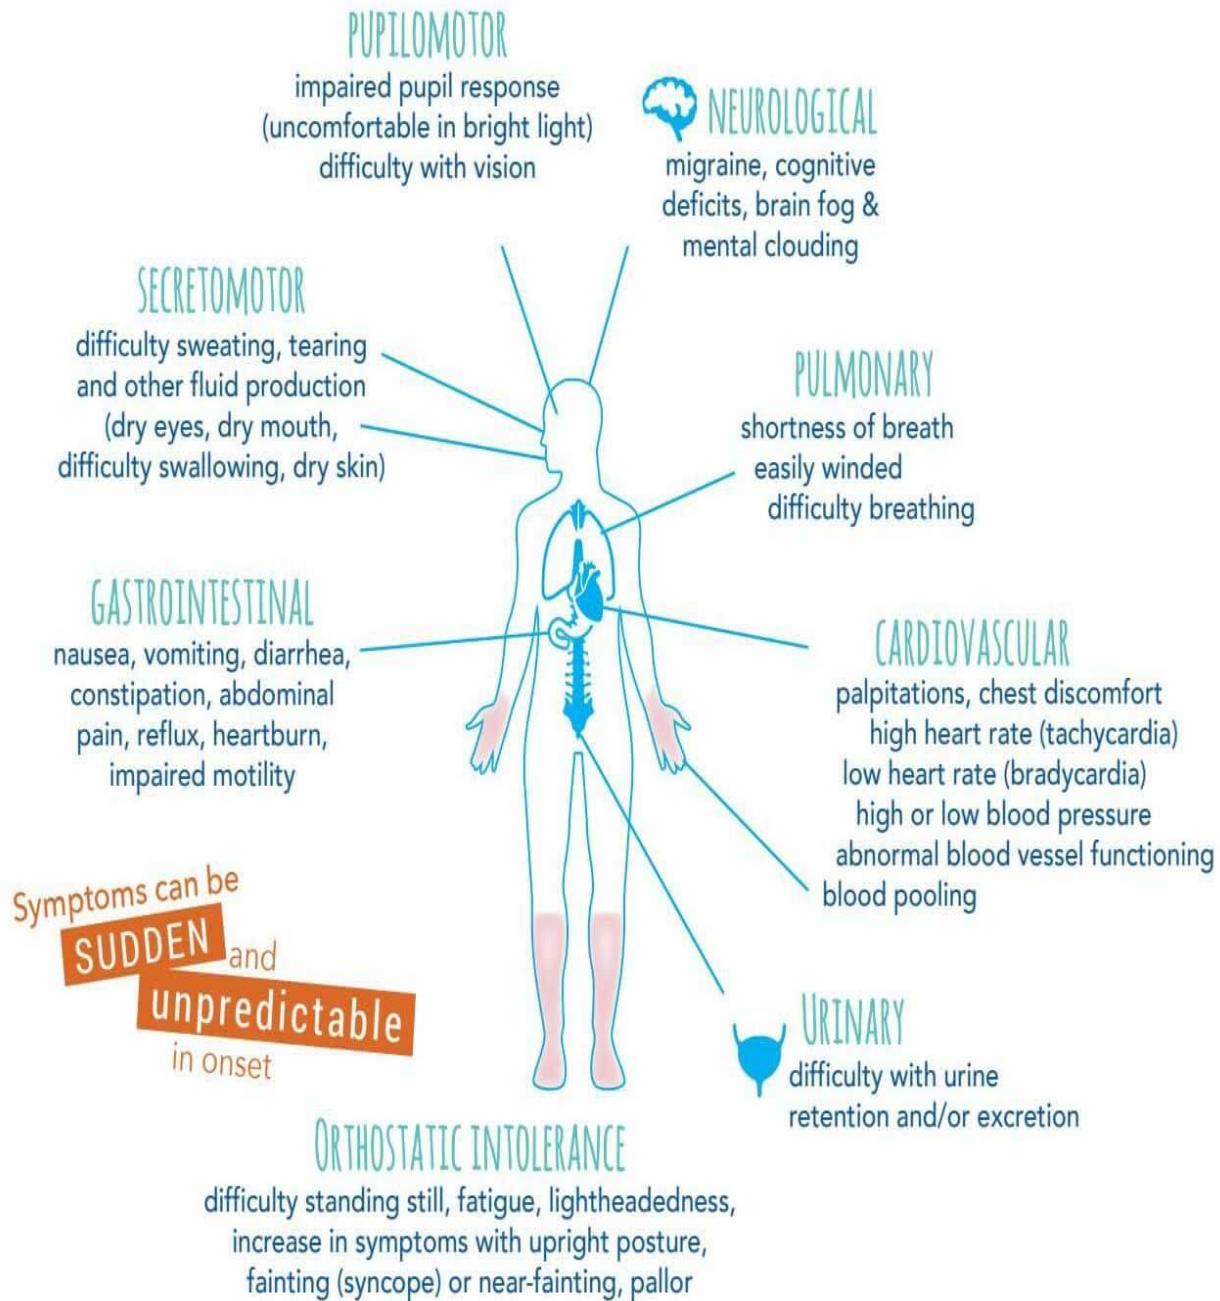 PUPILOMOTOR
impaired pupil response
(uncomfortable in bright light)
difficulty with vision
NEUROLOGICAL
migraine, cognitive
deficits, brain fog &
mental clouding
SECRETOMOTOR
difficulty sweating, tearing
and other fluid production
(dry eyes, dry mouth,
difficulty swallowing, dry skin)
PULMONARY
shortness of breath
easily winded
difficulty breathing
GASTROINTESTINAL
nausea, vomiting, diarrhea,
constipation, abdominal
pain, reflux, heartburn,
impaired motility
CARDIOVASCULAR
palpitations, chest discomfort
high heart rate (tachycardia)
low heart rate (bradycardia)
high or low blood pressure
abnormal blood vessel functioning
blood pooling
Symptoms can be
SUDDEN and
unpredictable
in onset
URINARY
difficulty with urine
retention and/or excretion
ORTHOSTATIC INTOLERANCE
difficulty standing still, fatigue, lightheadedness,
increase in symptoms with upright posture,
fainting (syncope) or near-fainting, pallor